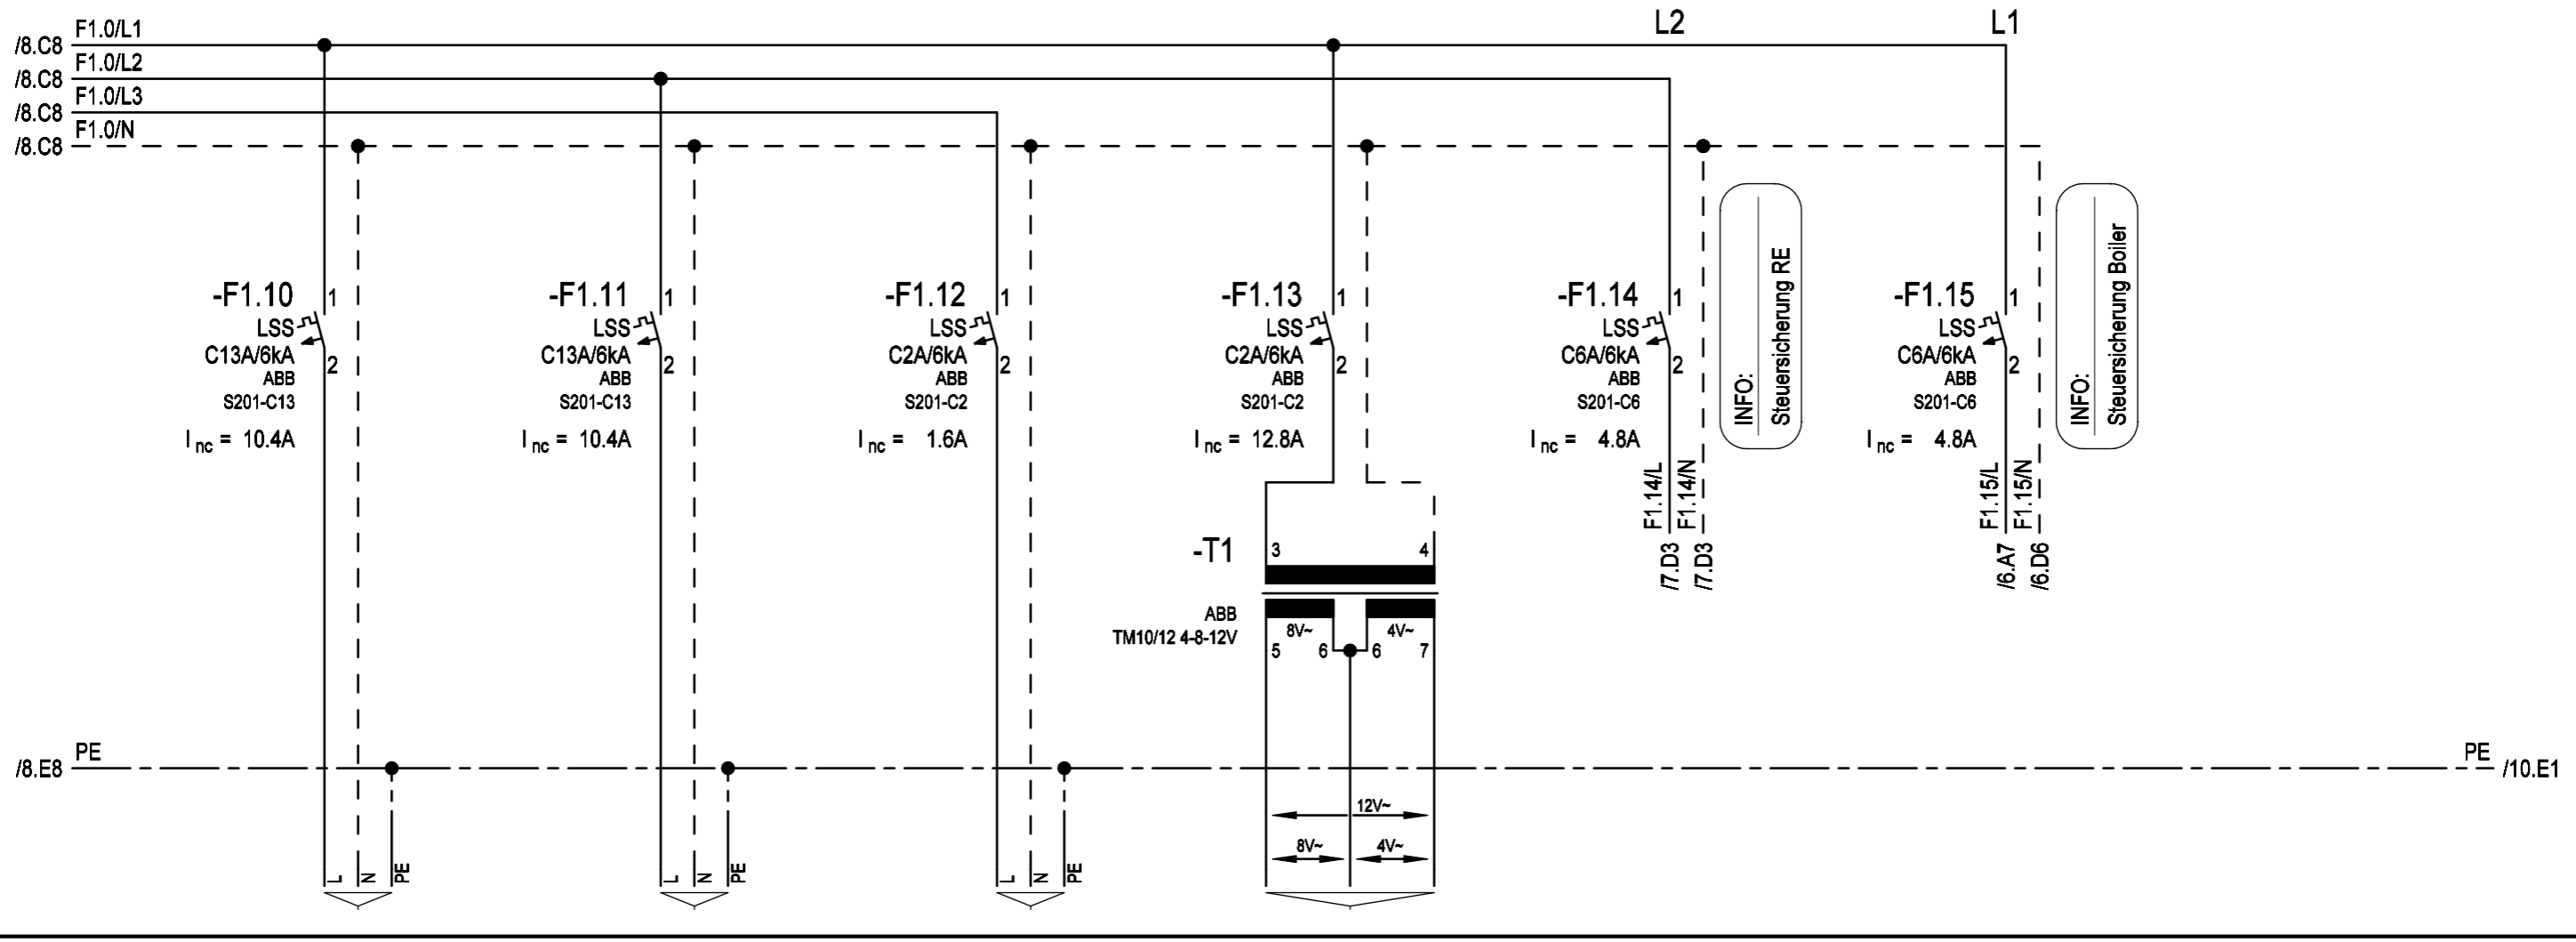 L2
L1
/8.C8 F1.0/L1
/8.C8 F1.0/L2
/8.C8 F1.0/L3
/8.C8 F1.0/N
-F1.10
1
LSS
C13A/6kA
2
ABB
S201-C13
I nc = 10.4A
-F1.11
1
LSS
C13A/6kA
2
ABB
S201-C13
I nc = 10.4A
-F1.12
1
LSS
C2A/6kA
2
ABB
S201-C2
I nc = 1.6A
-F1.13
1
LSS
C2A/6kA
2
ABB
S201-C2
I nc = 12.8A
-F1.14
1
LSS
C6A/6kA
2
ABB
S201-C6
I nc = 4.8A
INFO:
Steuersicherung RE
F1.14/L
F1.14/N
/7.D3
/7.D3
-F1.15
1
LSS
C6A/6kA
2
ABB
S201-C6
I nc = 4.8A
INFO:
Steuersicherung Boiler
F1.15/L
F1.15/N
/6.A7
/6.D6
-T1
3 4
ABB
TM10/12 4-8-12V
8V~ 4V~
5 6 6 7
/8.E8 PE
PE /10.E1
12V~
8V~ 4V~
L N PE
L N PE
L N PE